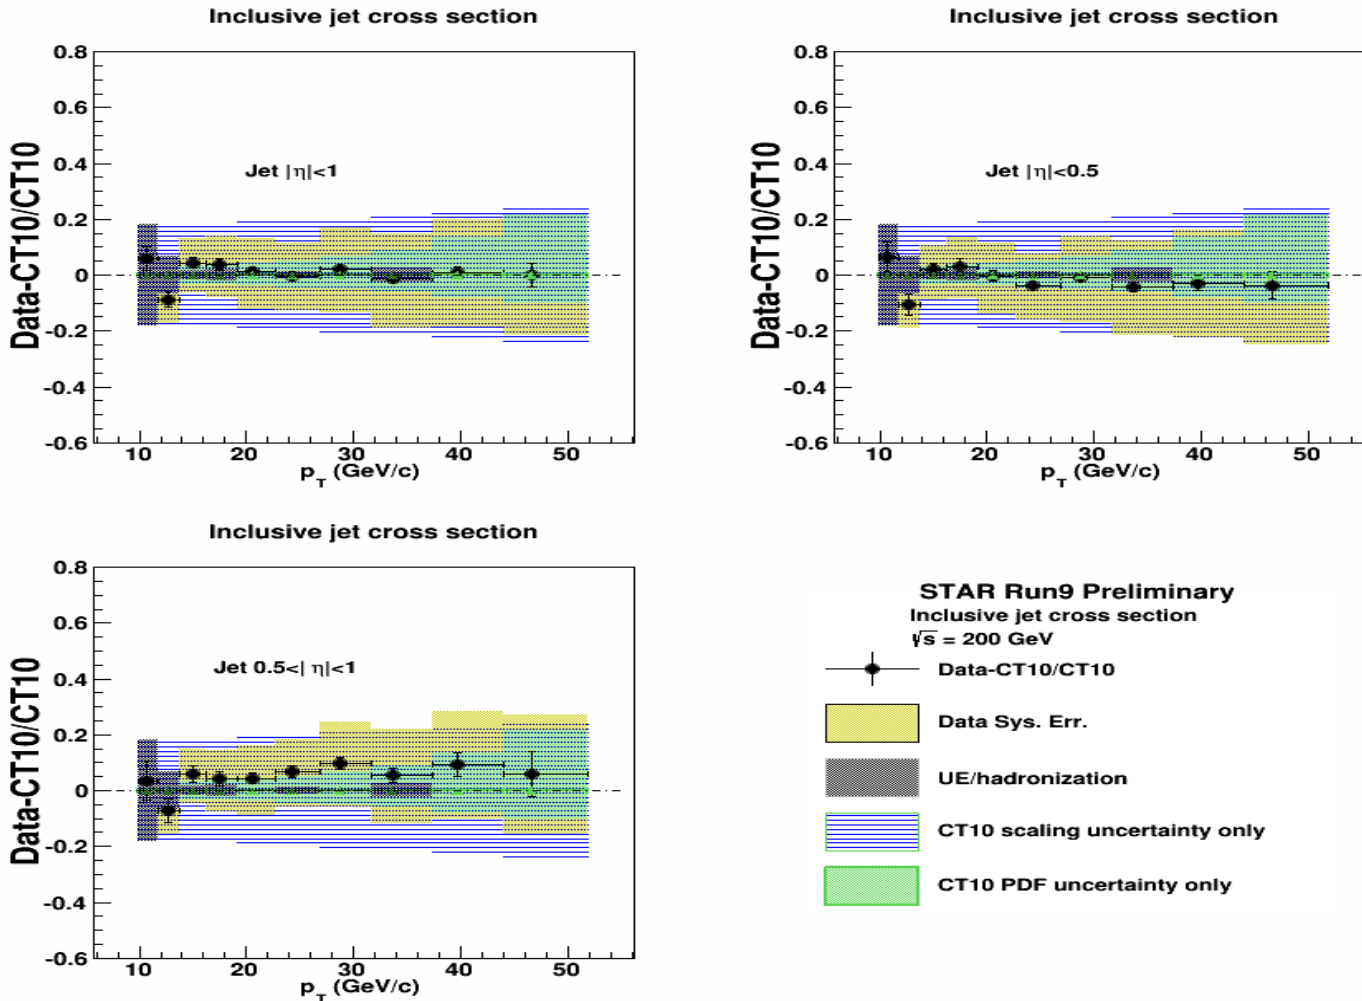 Inclusive jet cross section
Data-CT10/CT10
0.8
0.6
0.4
0.2
0
-0.2
-0.4
-0.6
Jet |η|<1
10 20 30 40 50
p_T (GeV/c)
Inclusive jet cross section
Data-CT10/CT10
0.8
0.6
0.4
0.2
0
-0.2
-0.4
-0.6
Jet |η|<0.5
10 20 30 40 50
p_T (GeV/c)
Inclusive jet cross section
Data-CT10/CT10
0.8
0.6
0.4
0.2
0
-0.2
-0.4
-0.6
Jet 0.5<| η|<1
10 20 30 40 50
p_T (GeV/c)
STAR Run9 Preliminary
Inclusive jet cross section
√s = 200 GeV
Data-CT10/CT10
Data Sys. Err.
UE/hadronization
CT10 scaling uncertainty only
CT10 PDF uncertainty only